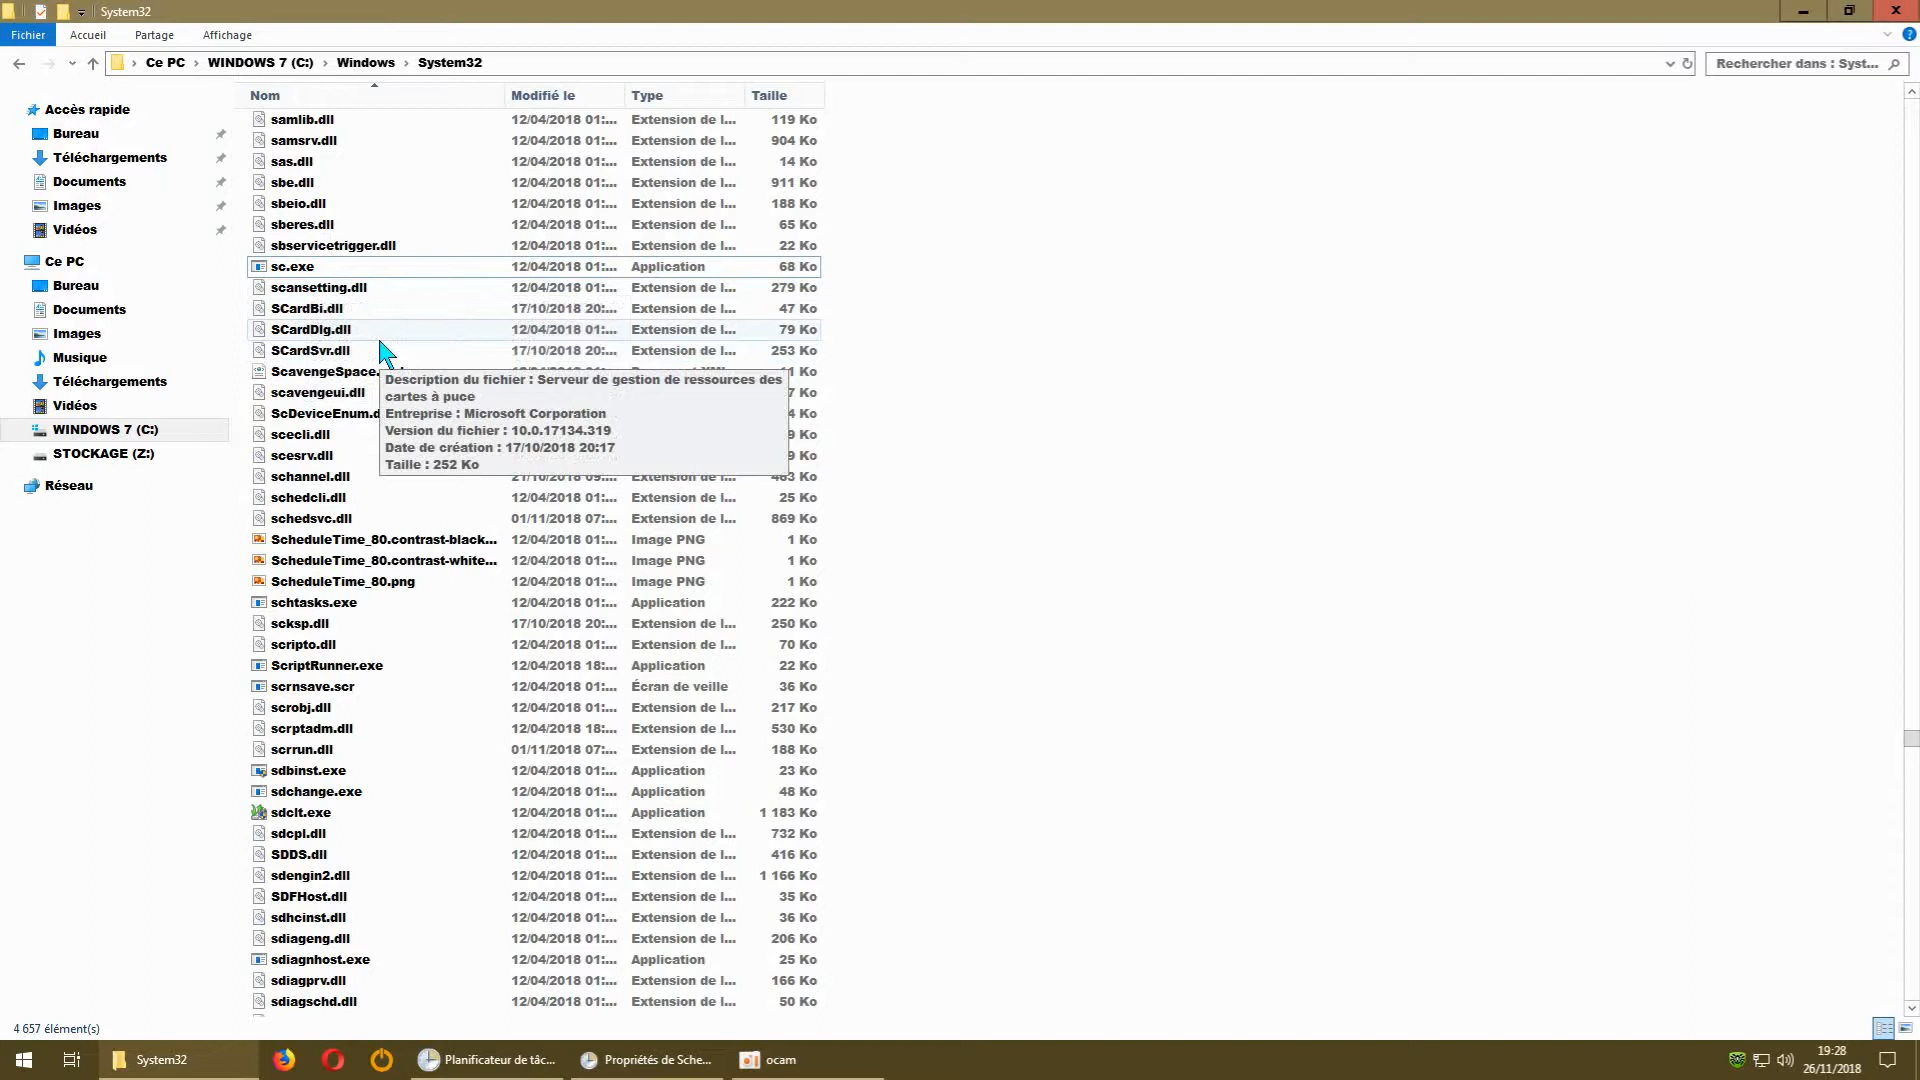 System32
Fichier Accueil Partage Affichage
Ce PC WINDOWS 7 (C:) Windows System32 Rechercher dans : Syst...
Nom Modifié le Type Taille
Accès rapide
Bureau
Téléchargements
Documents
Images
Vidéos
Ce PC
Bureau
Documents
Images
Musique
Téléchargements
Vidéos
WINDOWS 7 (C:)
STOCKAGE (Z:)
Réseau
samlib.dll 12/04/2018 01:... Extension de l... 119 Ko
samsrv.dll 12/04/2018 01:... Extension de l... 904 Ko
sas.dll 12/04/2018 01:... Extension de l... 14 Ko
sbe.dll 12/04/2018 01:... Extension de l... 911 Ko
sbeio.dll 12/04/2018 01:... Extension de l... 188 Ko
sberes.dll 12/04/2018 01:... Extension de l... 65 Ko
sbservicetrigger.dll 12/04/2018 01:... Extension de l... 22 Ko
sc.exe 12/04/2018 01:... Application 68 Ko
scansetting.dll 12/04/2018 01:... Extension de l... 279 Ko
SCardBi.dll 17/10/2018 20:... Extension de l... 47 Ko
SCardDlg.dll 12/04/2018 01:... Extension de l... 79 Ko
SCardSvr.dll 17/10/2018 20:... Extension de l... 253 Ko
ScavengeSpace.
scavengeui.dll
ScDeviceEnum.d
scecli.dll
scesrv.dll
Description du fichier : Serveur de gestion de ressources des
cartes à puce
Entreprise : Microsoft Corporation
Version du fichier : 10.0.17134.319
Date de création : 17/10/2018 20:17
Taille : 252 Ko
schannel.dll 21/10/2018 09:... Extension de l... 463 Ko
schedcli.dll 12/04/2018 01:... Extension de l... 25 Ko
schedsvc.dll 01/11/2018 07:... Extension de l... 869 Ko
ScheduleTime_80.contrast-black... 12/04/2018 01:... Image PNG 1 Ko
ScheduleTime_80.contrast-white... 12/04/2018 01:... Image PNG 1 Ko
ScheduleTime_80.png 12/04/2018 01:... Image PNG 1 Ko
schtasks.exe 12/04/2018 01:... Application 222 Ko
scksp.dll 17/10/2018 20:... Extension de l... 250 Ko
scripto.dll 12/04/2018 01:... Extension de l... 70 Ko
ScriptRunner.exe 12/04/2018 18:... Application 22 Ko
scrnsave.scr 12/04/2018 01:... Écran de veille 36 Ko
scrobj.dll 12/04/2018 01:... Extension de l... 217 Ko
scrptadm.dll 12/04/2018 18:... Extension de l... 530 Ko
scrrun.dll 01/11/2018 07:... Extension de l... 188 Ko
sdbinst.exe 12/04/2018 01:... Application 23 Ko
sdchange.exe 12/04/2018 01:... Application 48 Ko
sdclt.exe 12/04/2018 01:... Application 1 183 Ko
sdcpl.dll 12/04/2018 01:... Extension de l... 732 Ko
SDDS.dll 12/04/2018 01:... Extension de l... 416 Ko
sdengin2.dll 12/04/2018 01:... Extension de l... 1 166 Ko
SDFHost.dll 12/04/2018 01:... Extension de l... 35 Ko
sdhcinst.dll 12/04/2018 01:... Extension de l... 36 Ko
sdiageng.dll 12/04/2018 01:... Extension de l... 206 Ko
sdiagnhost.exe 12/04/2018 01:... Application 25 Ko
sdiagprv.dll 12/04/2018 01:... Extension de l... 166 Ko
sdiagschd.dll 12/04/2018 01:... Extension de l... 50 Ko
4 657 élément(s)
System32 Planificateur de tâc... Propriétés de Sche... ocam
19:28
26/11/2018